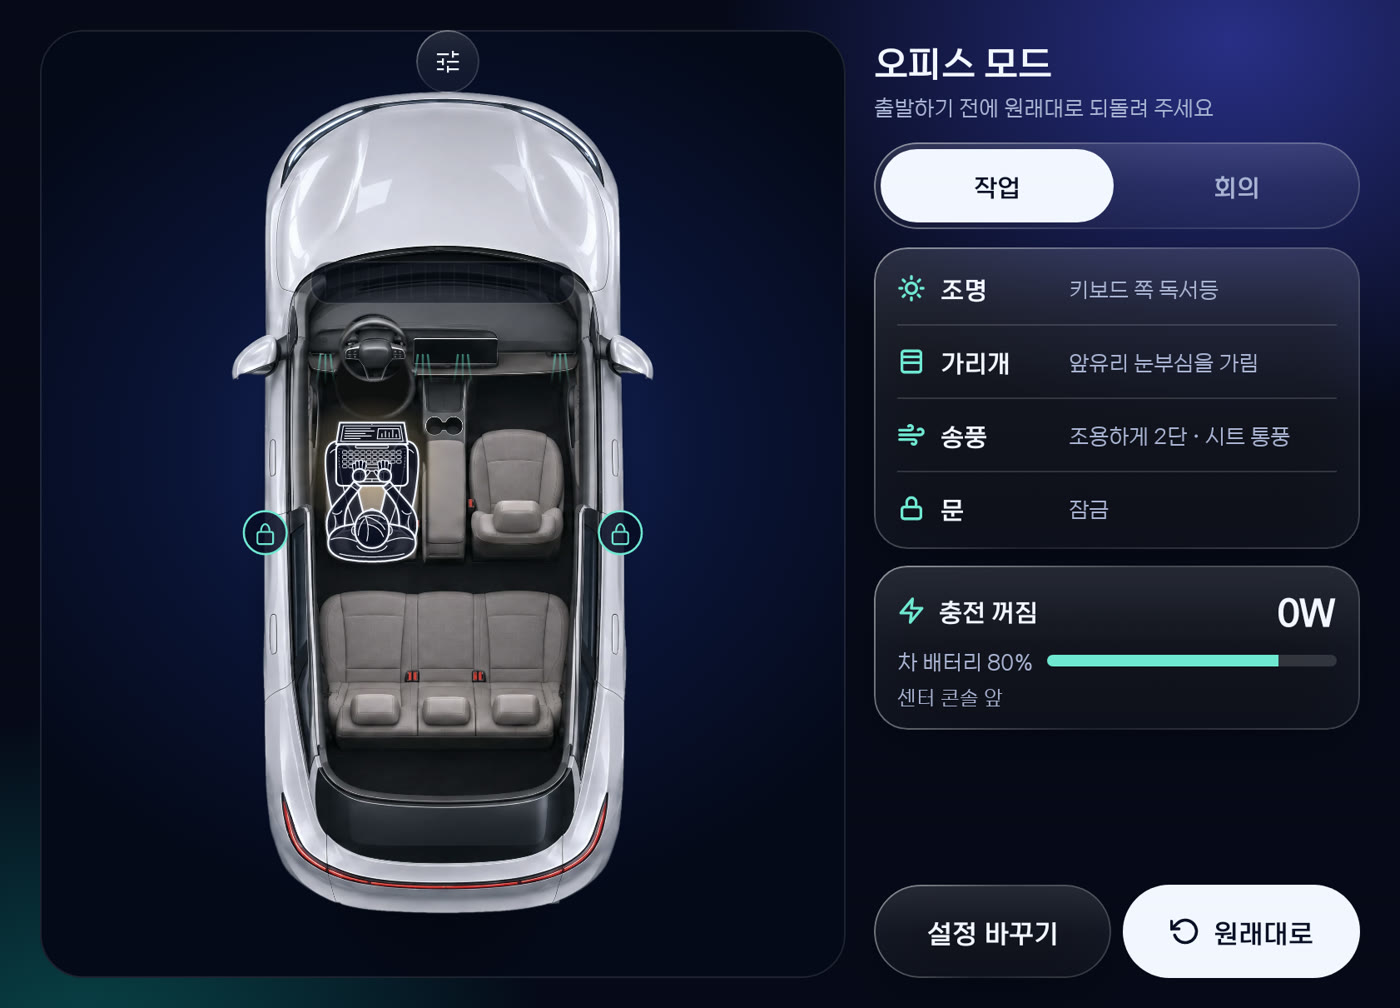 오피스 모드
출발하기 전에 원래대로 되돌려 주세요
작업
회의
조명
키보드 쪽 독서등
가리개
앞유리 눈부심을 가림
송풍
조용하게 2단 · 시트 통풍
문
잠금
충전 꺼짐
0W
차 배터리 80%
센터 콘솔 앞
설정 바꾸기
원래대로